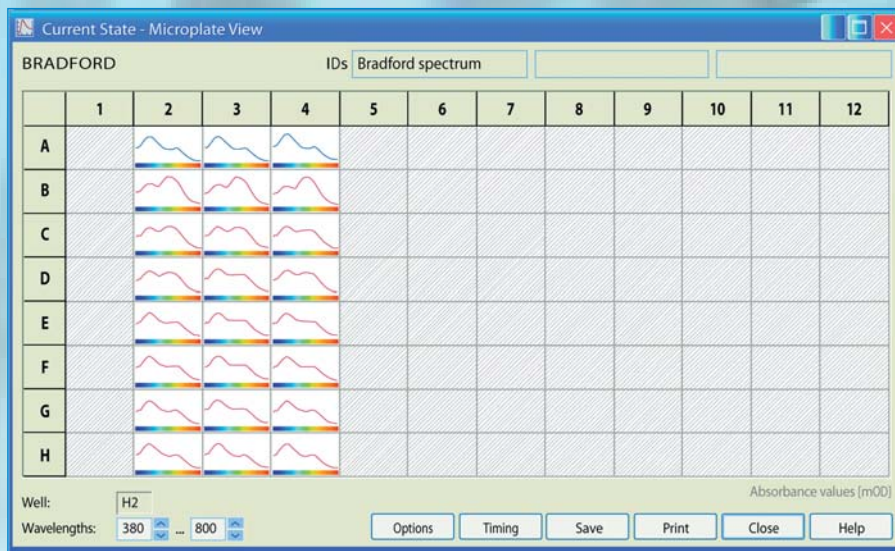 Current State - Microplate View
BRADFORD IDs Bradford spectrum
1 2 3 4 5 6 7 8 9 10 11 12
A
B
C
D
E
F
G
H
Absorbance values [mOD]
Well: H2
Wavelengths: 380 ... 800 Options Timing Save Print Close Help